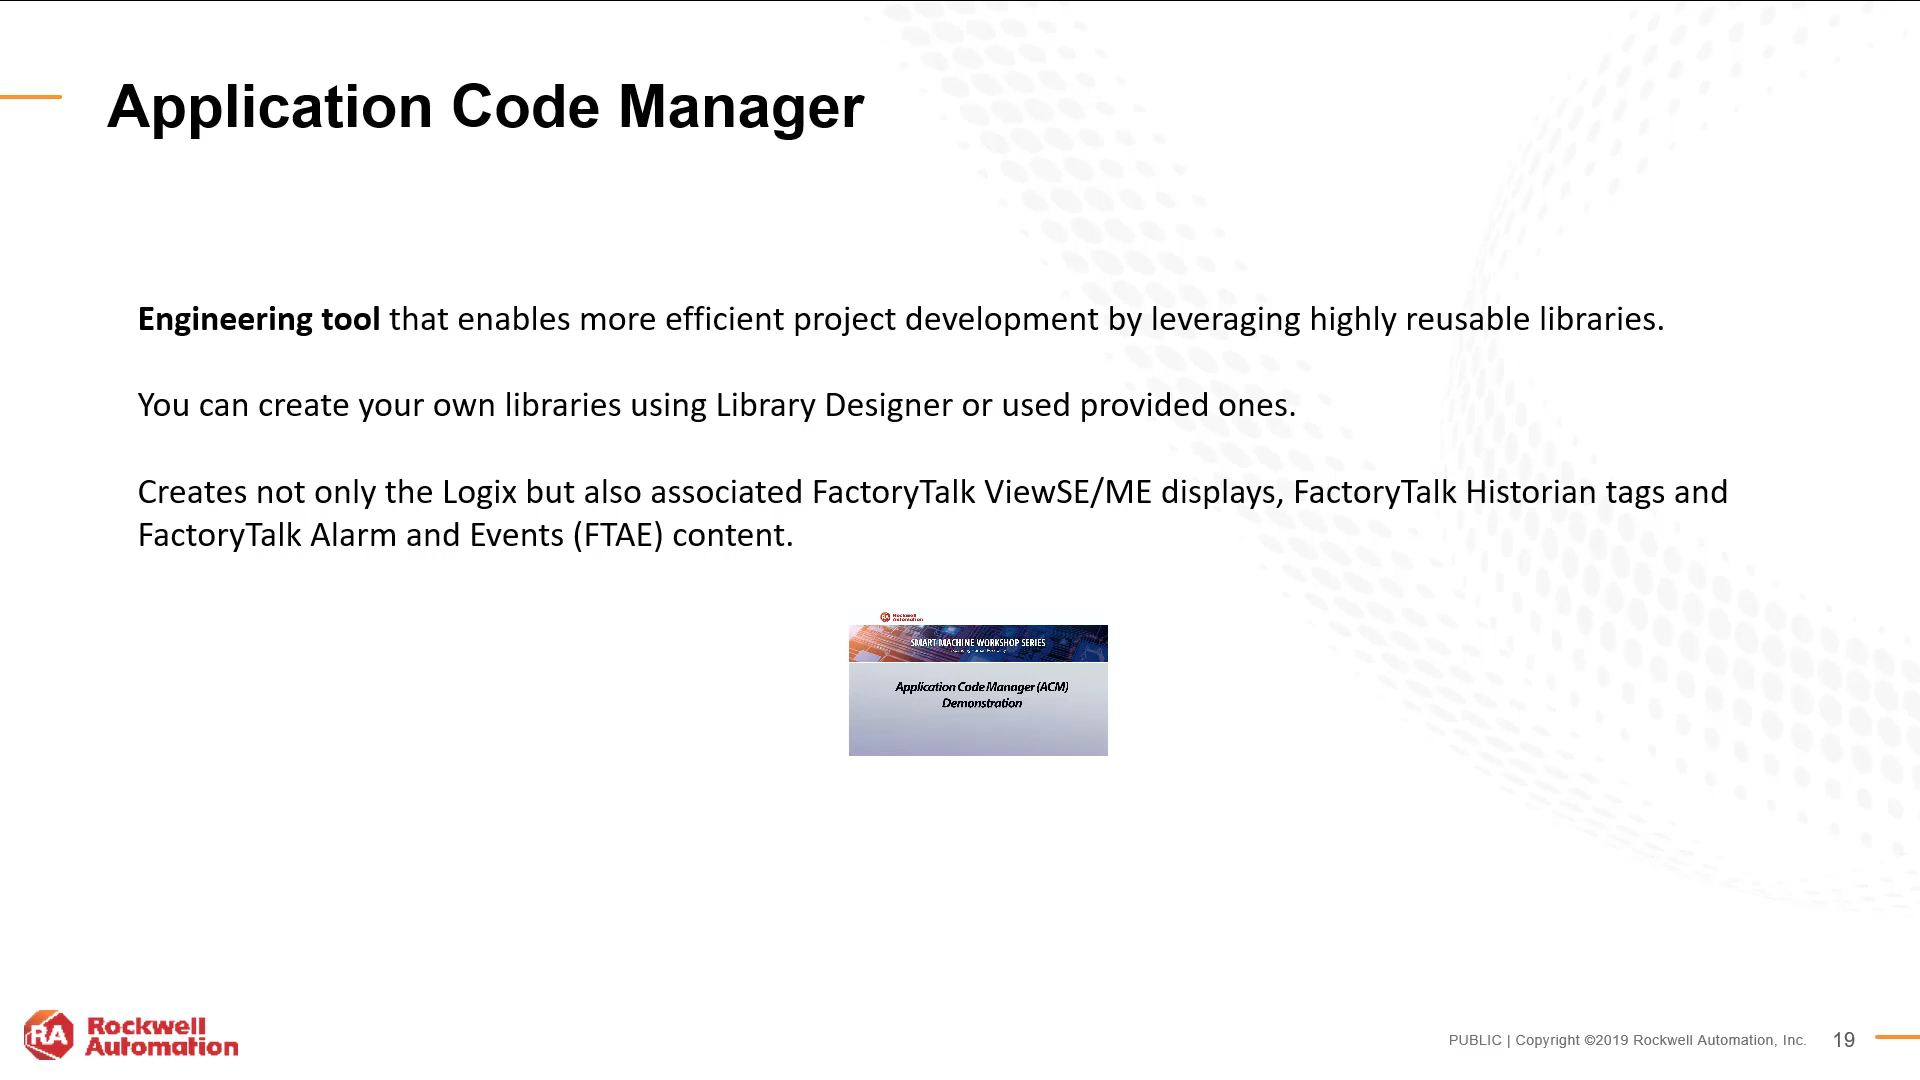 Application Code Manager
Engineering tool that enables more efficient project development by leveraging highly reusable libraries.
You can create your own libraries using Library Designer or used provided ones.
Creates not only the Logix but also associated FactoryTalk ViewSE/ME displays, FactoryTalk Historian tags and
FactoryTalk Alarm and Events (FTAE) content.
Rockwell
Automation
SMART MACHINE WORKSHOP SERIES
Application Code Manager (ACM)
Demonstration
RA
Rockwell
Automation
PUBLIC | Copyright ©2019 Rockwell Automation, Inc.
19